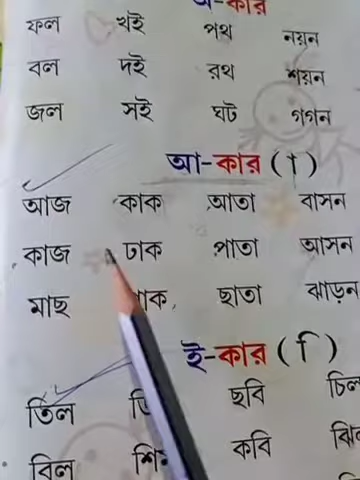 -কার
ফল খই পথ নয়ন
বল দই রথ শয়ন
জল সই ঘট গগন
আ-কার (া)
আজ কাক আতা বাসন
কাজ ঢাক পাতা আসন
মাছ ছাতা ঝাড়ন
ই-কার (ি)
তিল ছবি চিল
বিল কবি